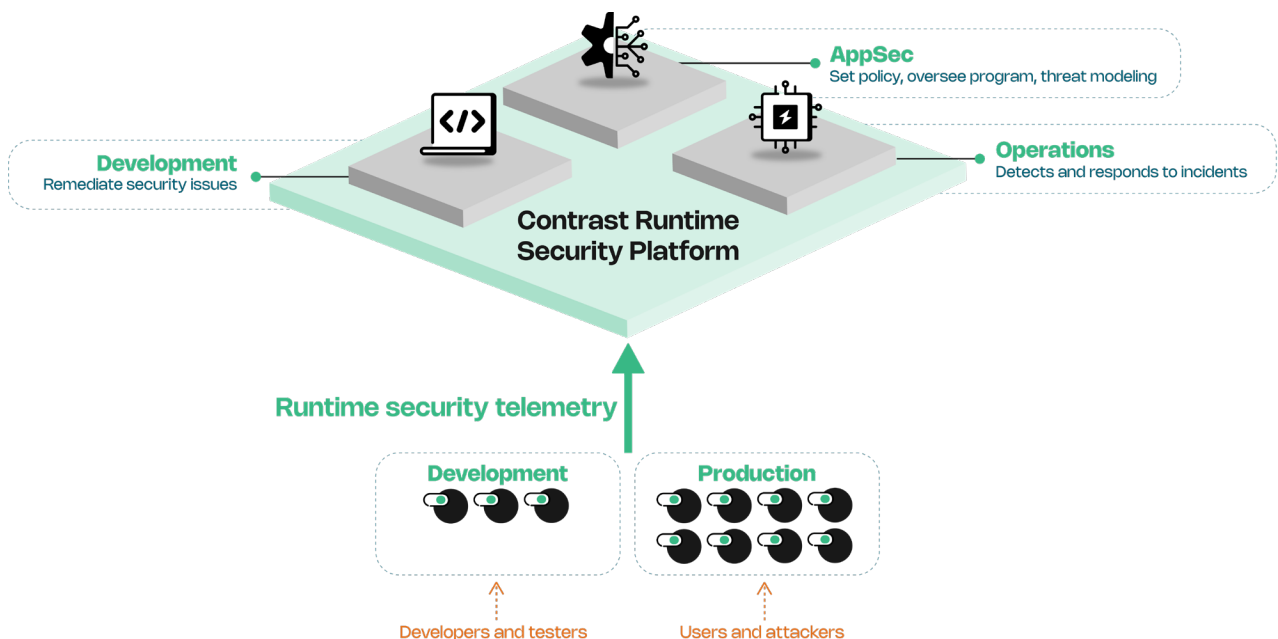 AppSec
Set policy, oversee program, threat modeling
Development
Remediate security issues
Operations
Detects and responds to incidents
Contrast Runtime
Security Platform
Runtime security telemetry
Development
Production
Developers and testers
Users and attackers